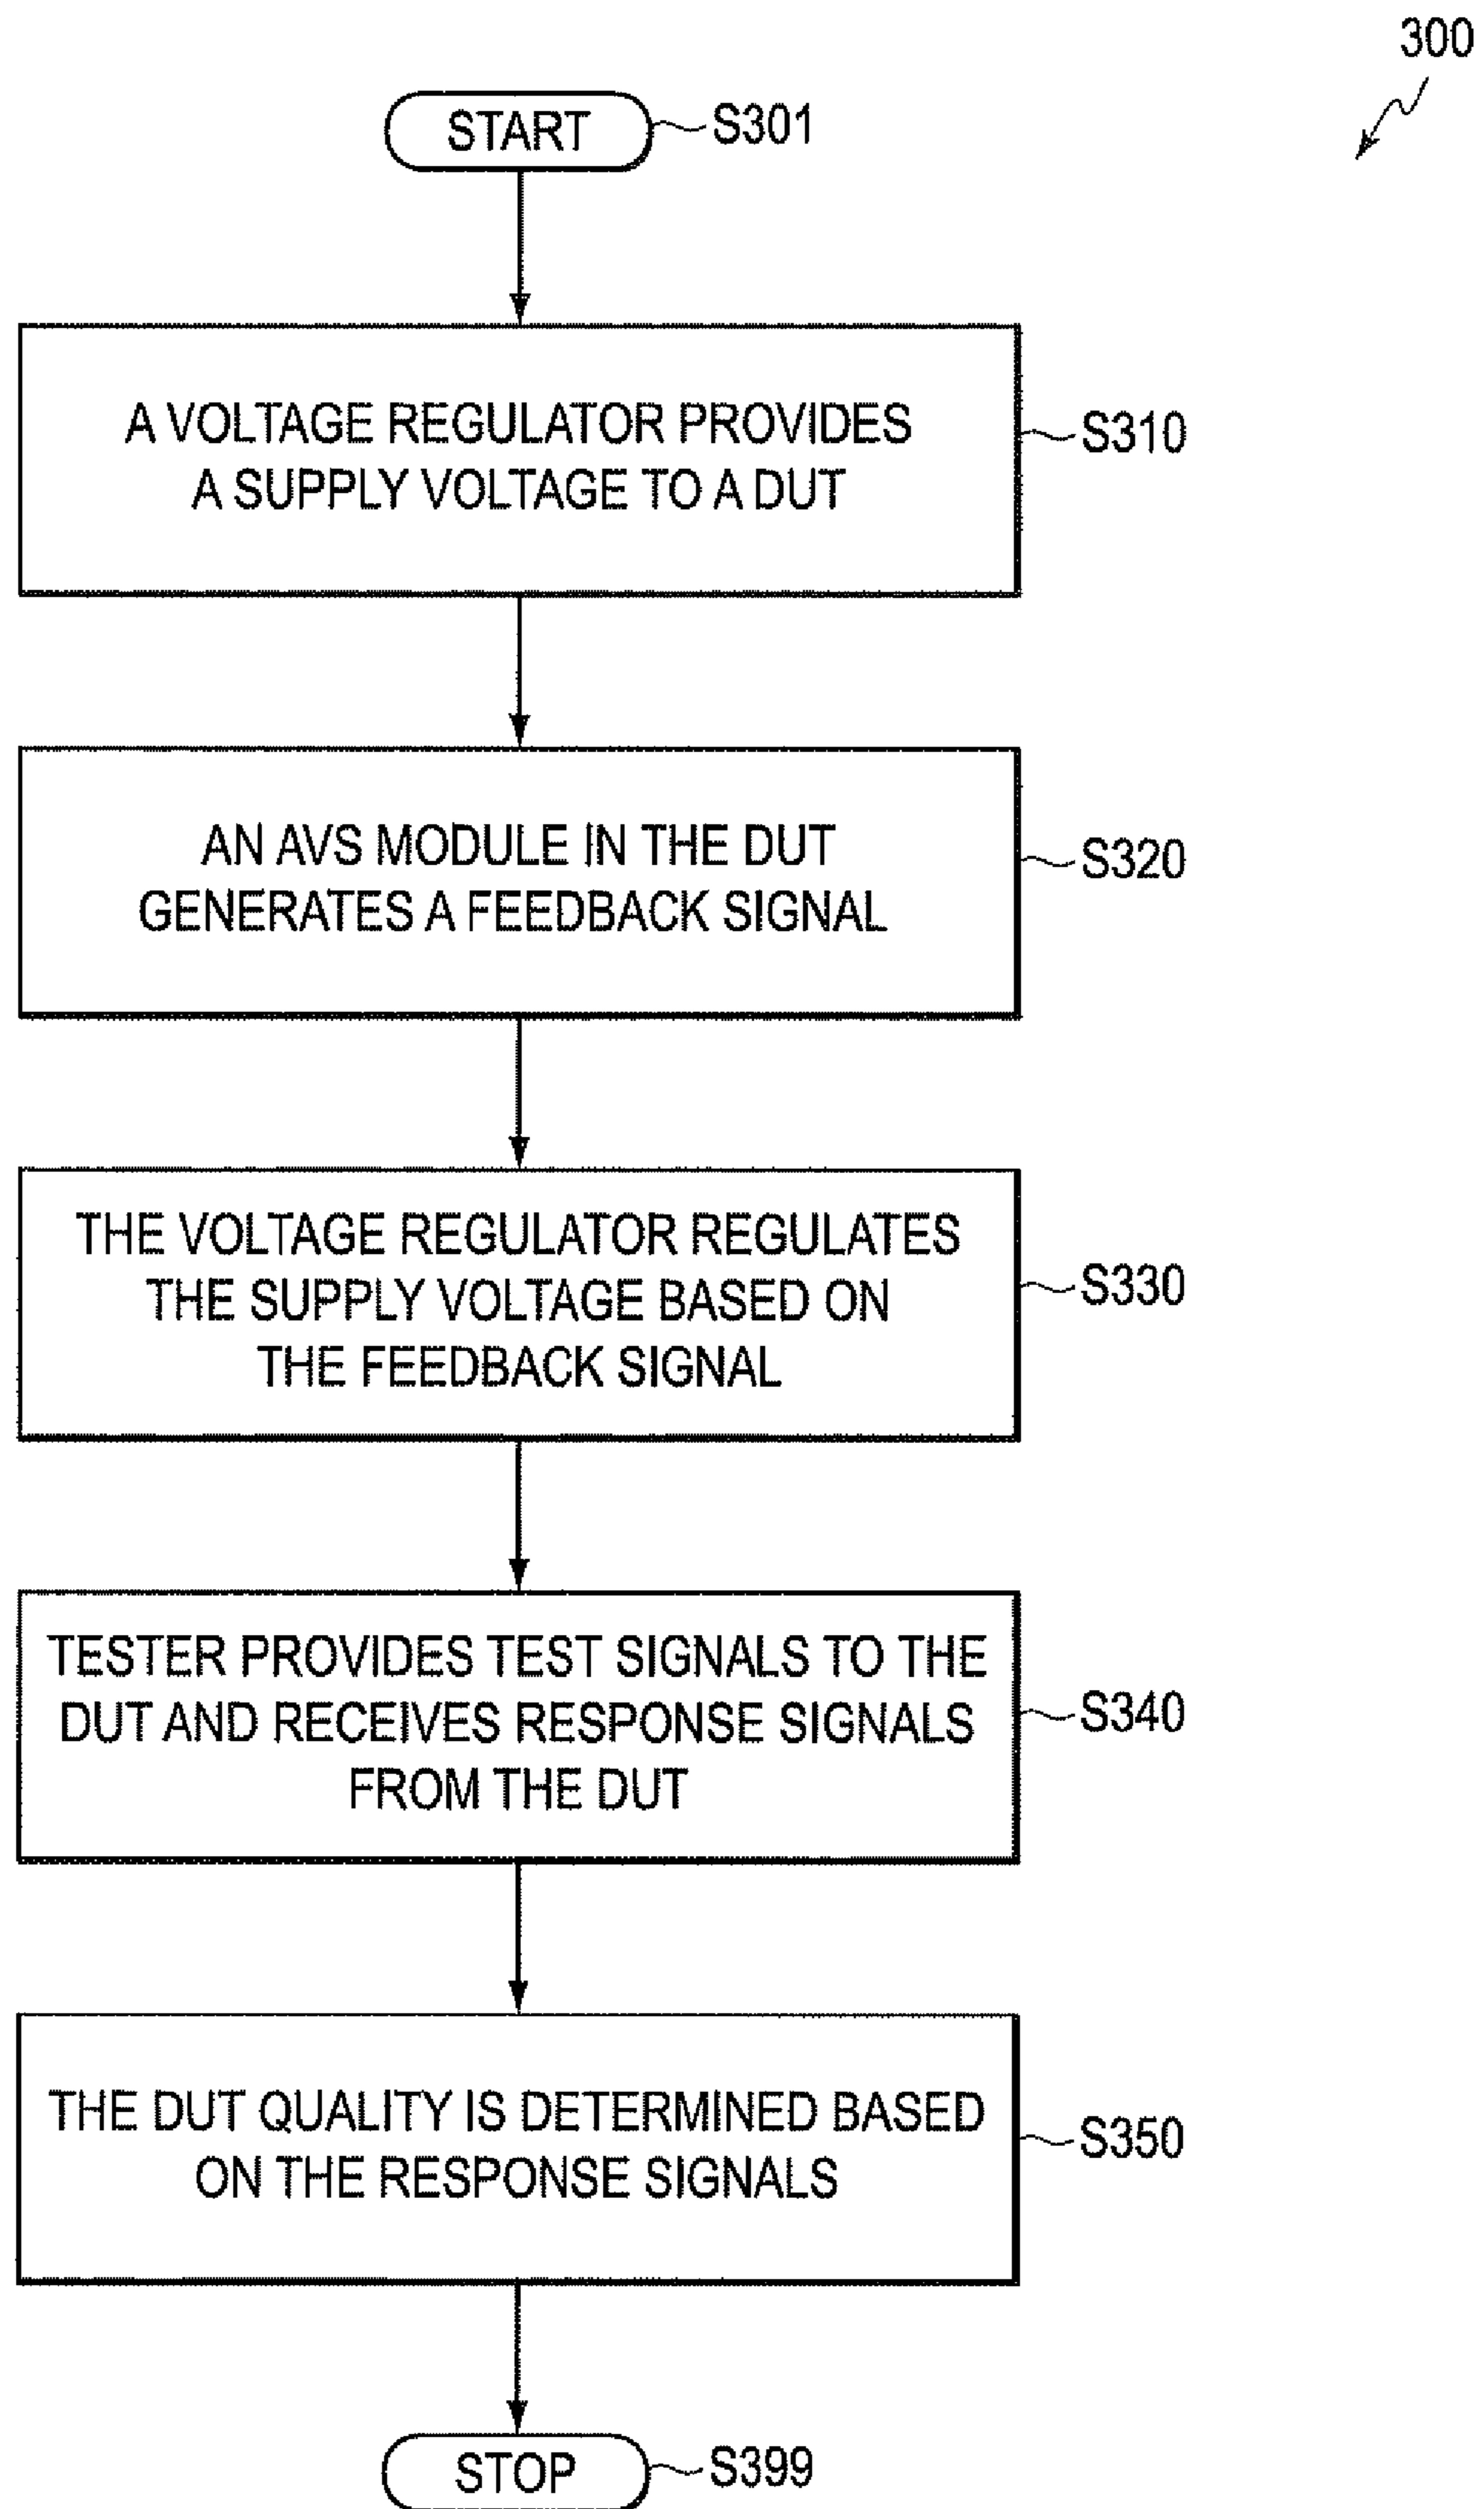 300
START
S301
A VOLTAGE REGULATOR PROVIDES
A SUPPLY VOLTAGE TO A DUT
S310
AN AVS MODULE IN THE DUT
GENERATES A FEEDBACK SIGNAL
S320
THE VOLTAGE REGULATOR REGULATES
THE SUPPLY VOLTAGE BASED ON
THE FEEDBACK SIGNAL
S330
TESTER PROVIDES TEST SIGNALS TO THE
DUT AND RECEIVES RESPONSE SIGNALS
FROM THE DUT
S340
THE DUT QUALITY IS DETERMINED BASED
ON THE RESPONSE SIGNALS
S350
STOP
S399